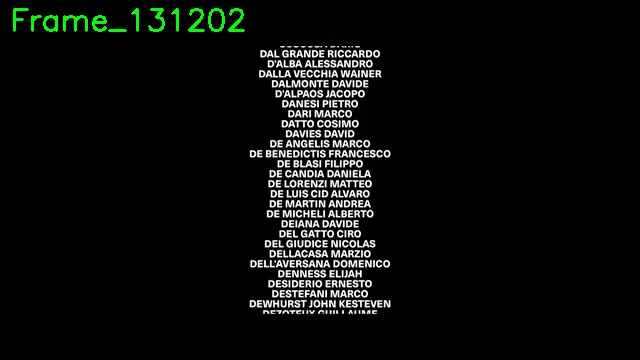 Frame_131202
DAL GRANDE RICCARDO
D'ALBA ALESSANDRO
DALLA VECCHIA WAINER
DALMONTE DAVIDE
D'ALPAOS JACOPO
DANESI PIETRO
DARI MARCO
DATTO COSIMO
DAVIES DAVID
DE ANGELIS MARCO
DE BENEDICTIS FRANCESCO
DE BLASI FILIPPO
DE CANDIA DANIELA
DE LORENZI MATTEO
DE LUIS CID ALVARO
DE MARTIN ANDREA
DE MICHELI ALBERTO
DEIANA DAVIDE
DEL GATTO CIRO
DEL GIUDICE NICOLAS
DELLACASA MARZIO
DELL'AVERSANA DOMENICO
DENNESS ELIJAH
DESIDERIO ERNESTO
DESTEFANI MARCO
DEWHURST JOHN KESTEVEN
DEZOTEUX GUILLAUME